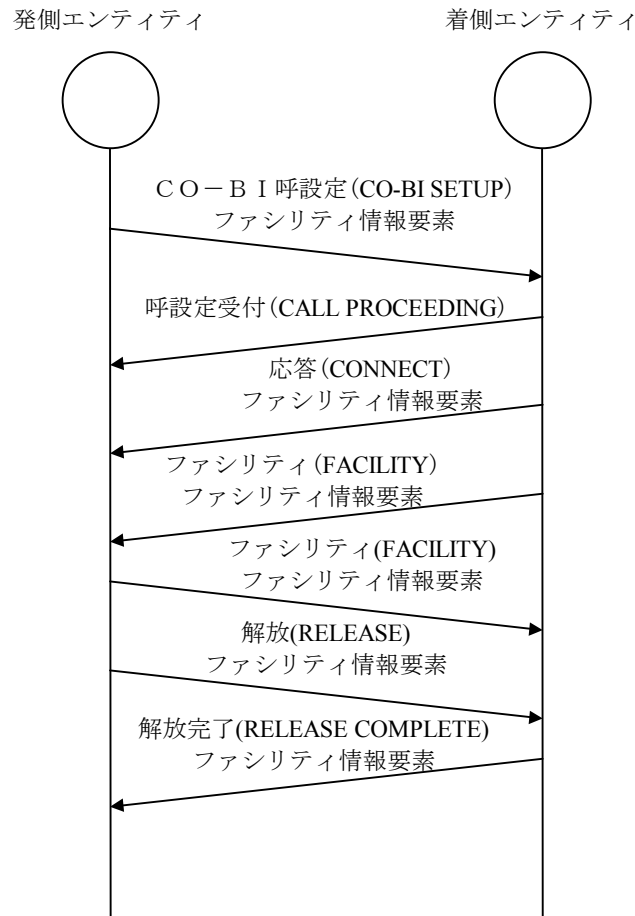 発側エンティティ
着側エンティティ
ＣＯ－ＢＩ呼設定(CO-BI SETUP)
ファシリティ情報要素
呼設定受付(CALL PROCEEDING)
応答(CONNECT)
ファシリティ情報要素
ファシリティ(FACILITY)
ファシリティ情報要素
ファシリティ(FACILITY)
ファシリティ情報要素
解放(RELEASE)
ファシリティ情報要素
解放完了(RELEASE COMPLETE)
ファシリティ情報要素